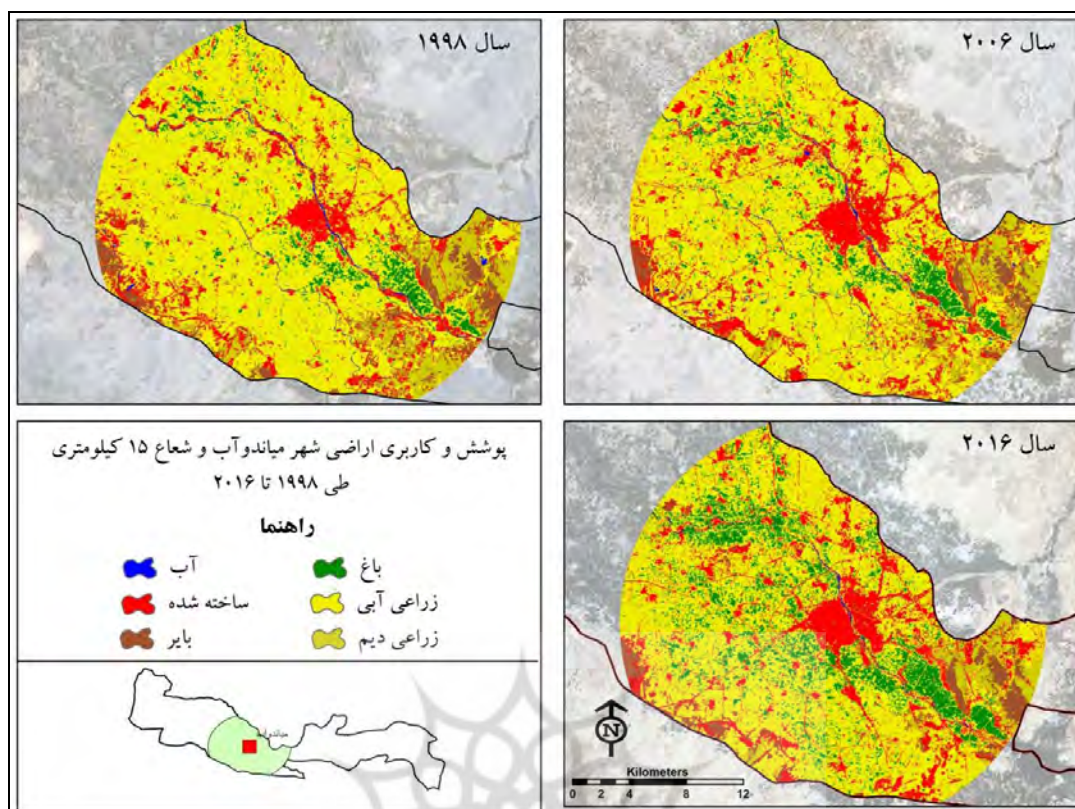 سال ۱۹۹۸
سال ۲۰۰۶
پوشش و کاربری اراضی شهر میاندوآب و شعاع ۱۵ کیلومتری
طی ۱۹۹۸ تا ۲۰۱۶
راهنما
باغ
آب
زراعی آبی
ساخته شده
زراعی دیم
بایر
میاندوآب
سال ۲۰۱۶
N
Kilometers
0 2 4 8 12